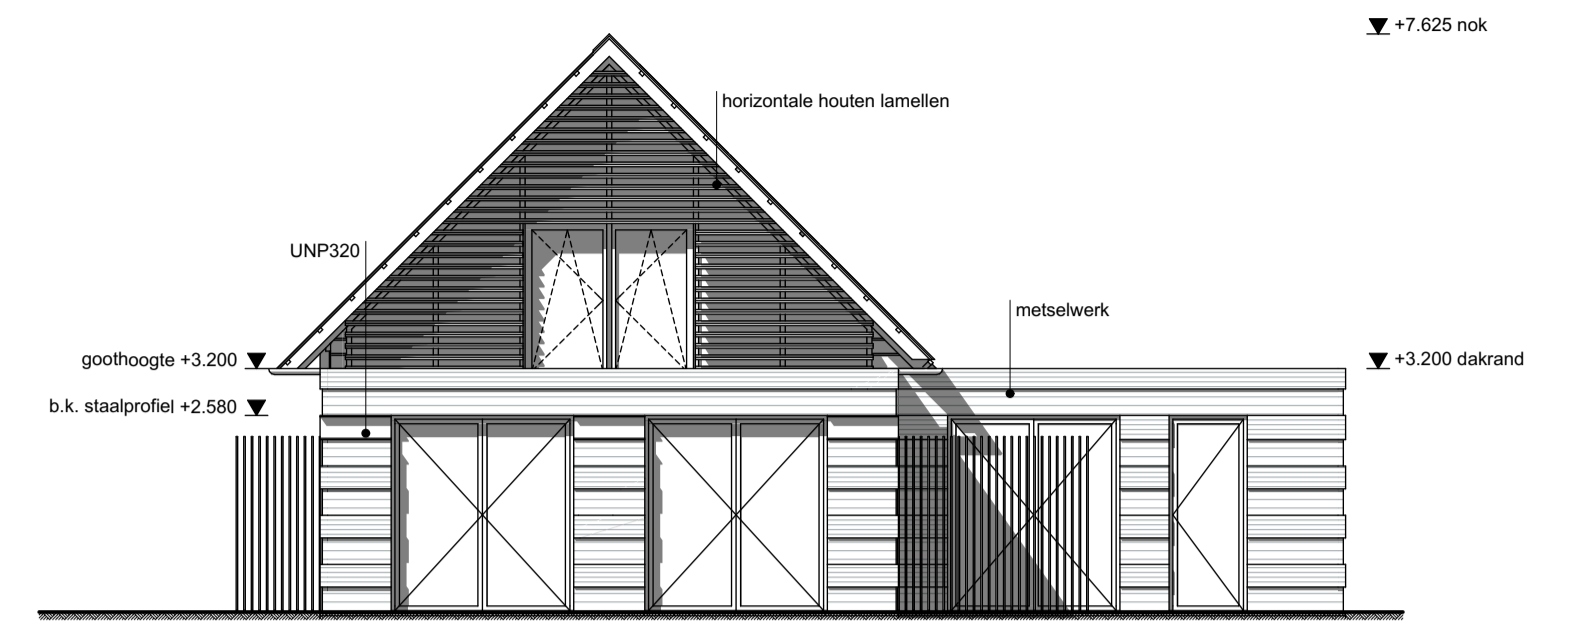 +7.625 nok
horizontale houten lamellen
UNP320
metselwerk
goothoogte +3.200
+3.200 dakrand
b.k. staalprofiel +2.580